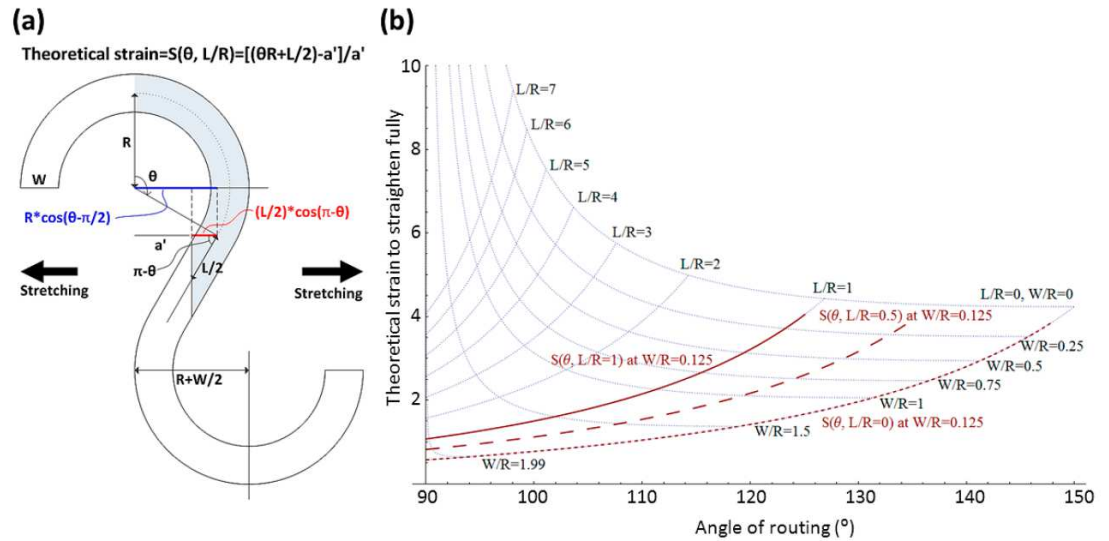 (a)
Theoretical strain=S(θ, L/R)=[(θR+L/2)-a']/a'
R
W
θ
R*cos(θ-π/2)
(L/2)*cos(π-θ)
a'
π-θ
L/2
Stretching
Stretching
R+W/2
(b)
Theoretical strain to straighten fully
10
8
6
4
2
L/R=7
L/R=6
L/R=5
L/R=4
L/R=3
L/R=2
L/R=1
L/R=0, W/R=0
S(θ, L/R=0.5) at W/R=0.125
W/R=0.25
S(θ, L/R=1) at W/R=0.125
W/R=0.5
W/R=0.75
W/R=1
S(θ, L/R=0) at W/R=0.125
W/R=1.5
W/R=1.99
90
100
110
120
130
140
150
Angle of routing (°)